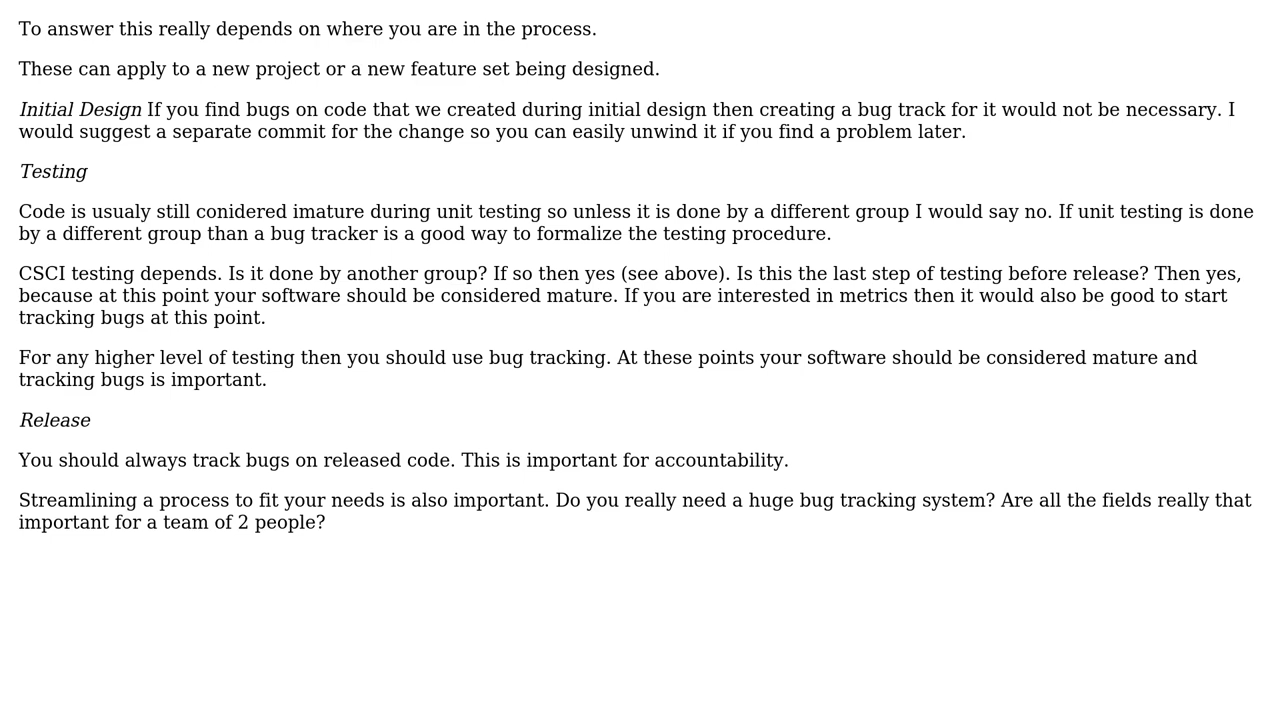 To answer this really depends on where you are in the process.
These can apply to a new project or a new feature set being designed.
Initial Design If you find bugs on code that we created during initial design then creating a bug track for it would not be necessary. I
would suggest a separate commit for the change so you can easily unwind it if you find a problem later.
Testing
Code is usualy still conidered imature during unit testing so unless it is done by a different group I would say no. If unit testing is done
by a different group than a bug tracker is a good way to formalize the testing procedure.
CSCI testing depends. Is it done by another group? If so then yes (see above). Is this the last step of testing before release? Then yes,
because at this point your software should be considered mature. If you are interested in metrics then it would also be good to start
tracking bugs at this point.
For any higher level of testing then you should use bug tracking. At these points your software should be considered mature and
tracking bugs is important.
Release
You should always track bugs on released code. This is important for accountability.
Streamlining a process to fit your needs is also important. Do you really need a huge bug tracking system? Are all the fields really that
important for a team of 2 people?